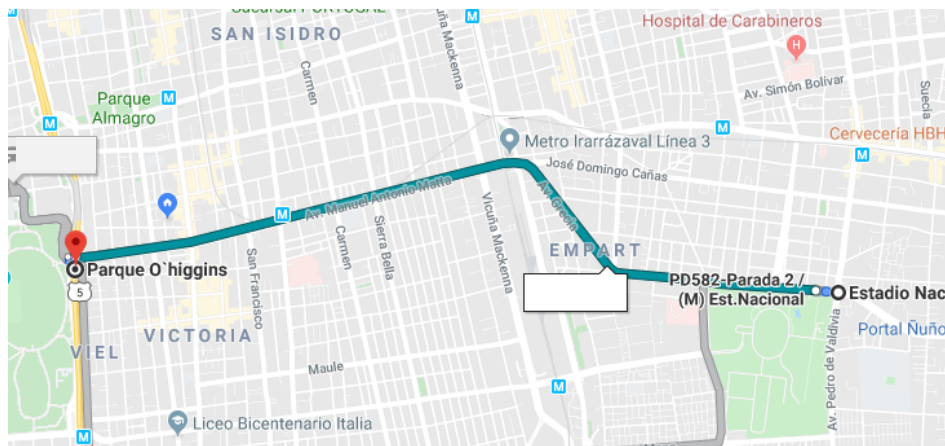 Sucursal PORTUGAL
SAN ISIDRO
Hospital de Carabineros
H
Av. Simón Bolívar
Suecia
Carmen
Vicuña Mackenna
Parque
Almagro
M
Cervecería HBH
Metro Irarrázaval Línea 3
José Domingo Cañas
Av. Manuel Antonio Matta
Av. Grecia
EMPART
Sierra Bella
Carmen
Vicuña Mackenna
San Francisco
Parque O`higgins
5
PD582-Parada 2 /
(M) Est.Nacional
Estadio Nac
VICTORIA
VIEL
Portal Ñuño
Av. Pedro de Valdivia
Maule
M
Liceo Bicentenario Italia
M